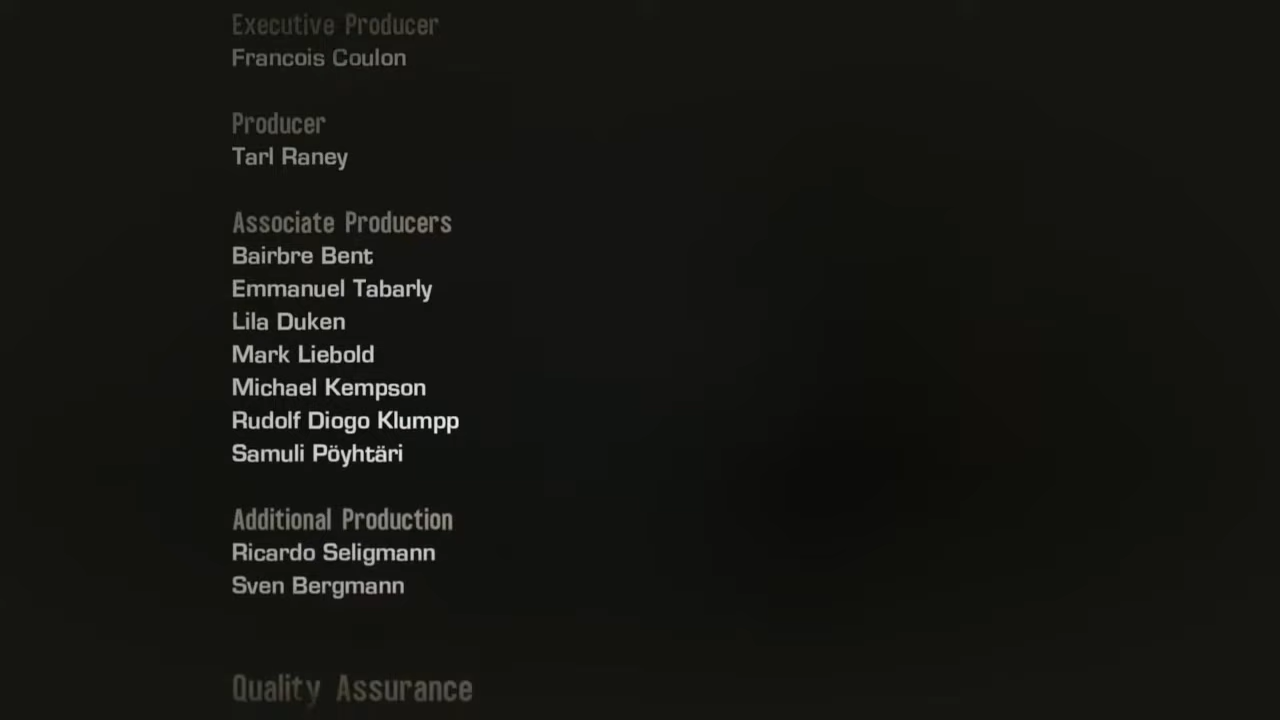 Executive Producer
Francois Coulon
Producer
Tarl Raney
Associate Producers
Bairbre Bent
Emmanuel Tabarly
Lila Duken
Mark Liebold
Michael Kempson
Rudolf Diogo Klumpp
Samuli Pöyhtäri
Additional Production
Ricardo Seligmann
Sven Bergmann
Quality Assurance